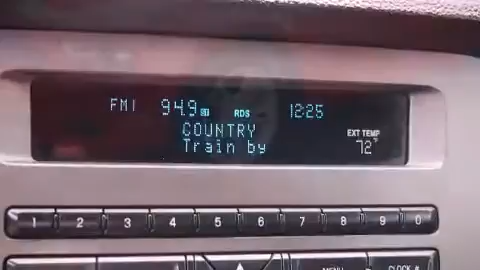 FM1 94.9 RDS 12:25
COUNTRY
Train by
EXT TEMP
72°
1 2 3 4 5 6 7 8 9 0
MENU CLOCK